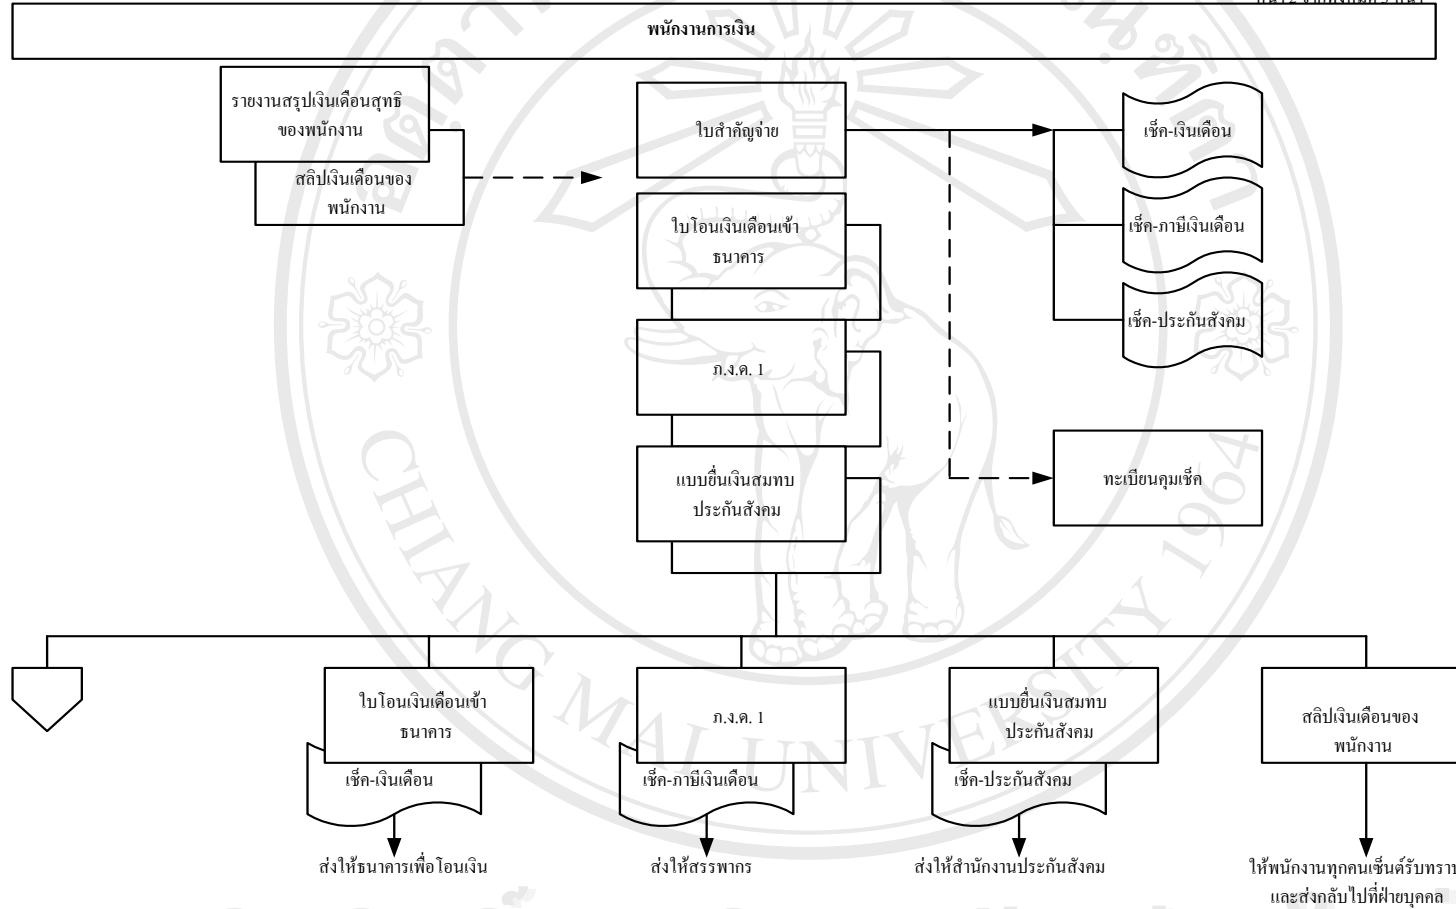 พนักงานการเงิน
รายงานสรุปเงินเดือนสุทธิ
ของพนักงาน
สลิปเงินเดือนของ
พนักงาน
ใบสำคัญจ่าย
ใบโอนเงินเดือนเข้า
ธนาคาร
ภ.ง.ด. 1
แบบยื่นเงินสมทบ
ประกันสังคม
เช็ค-เงินเดือน
เช็ค-ภาษีเงินเดือน
เช็ค-ประกันสังคม
ทะเบียนคุมเช็ค
ใบโอนเงินเดือนเข้า
ธนาคาร
เช็ค-เงินเดือน
ส่งให้ธนาคารเพื่อโอนเงิน
ภ.ง.ด. 1
เช็ค-ภาษีเงินเดือน
ส่งให้สรรพากร
แบบยื่นเงินสมทบ
ประกันสังคม
เช็ค-ประกันสังคม
ส่งให้สำนักงานประกันสังคม
สลิปเงินเดือนของ
พนักงาน
ให้พนักงานทุกคนเซ็นต์รับทราบ
และส่งกลับไปที่ฝ่ายบุคคล
CHIANG MAI UNIVERSITY 1964